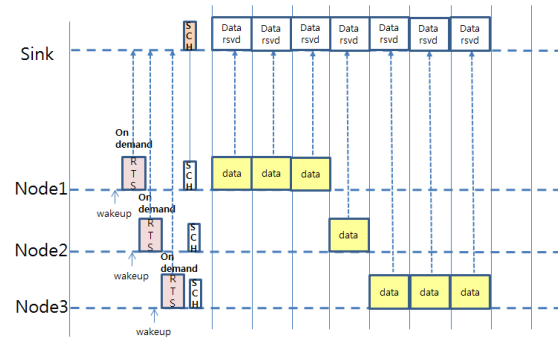 Sink
S
C
H
Data
rsvd
Data
rsvd
Data
rsvd
Data
rsvd
Data
rsvd
Data
rsvd
Data
rsvd
On
demand
R
T
S
S
C
H
data
data
data
Node1
wakeup
On
demand
R
T
S
S
C
H
data
Node2
wakeup
On
demand
R
T
S
S
C
H
data
data
data
Node3
wakeup